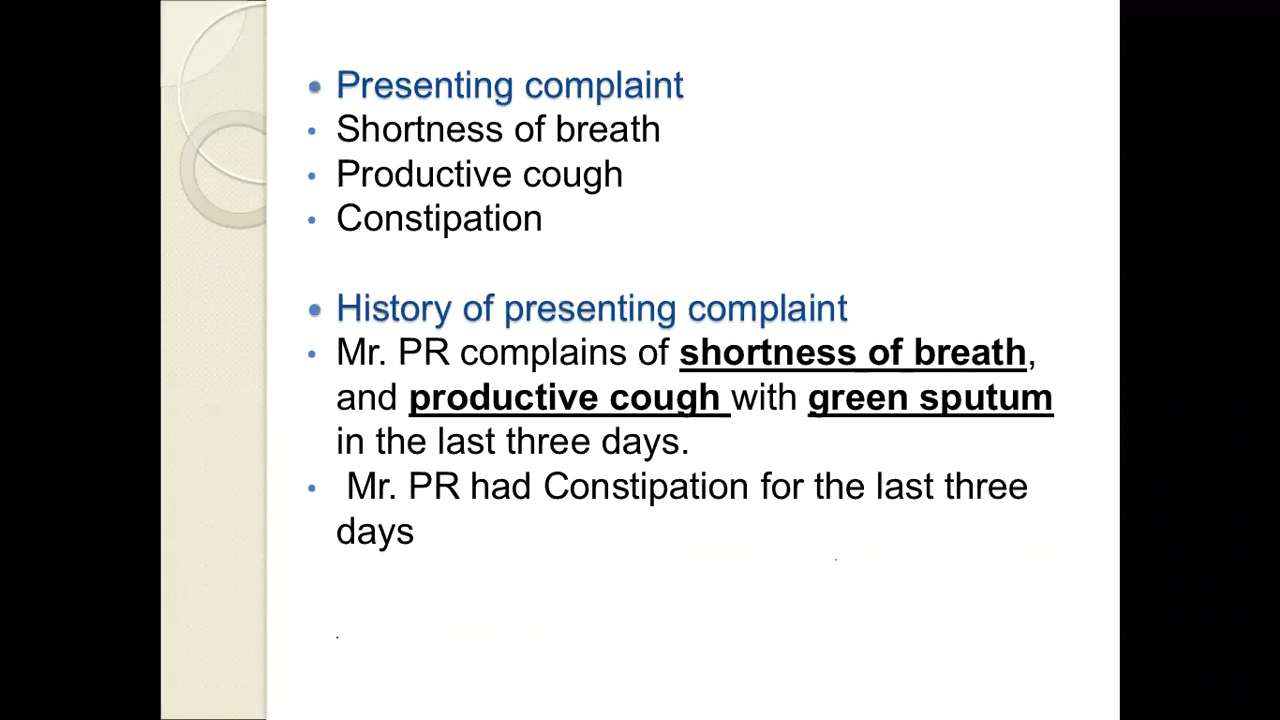 • Presenting complaint
• Shortness of breath
• Productive cough
• Constipation
• History of presenting complaint
• Mr. PR complains of shortness of breath,
and productive cough with green sputum
in the last three days.
• Mr. PR had Constipation for the last three
days
.